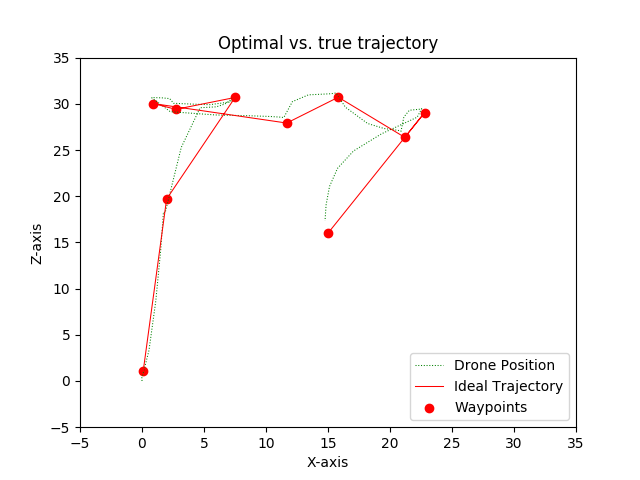 Optimal vs. true trajectory
35
30
25
20
15
10
5
0
−5
Z-axis
−5 0 5 10 15 20 25 30 35
X-axis
Drone Position
Ideal Trajectory
Waypoints